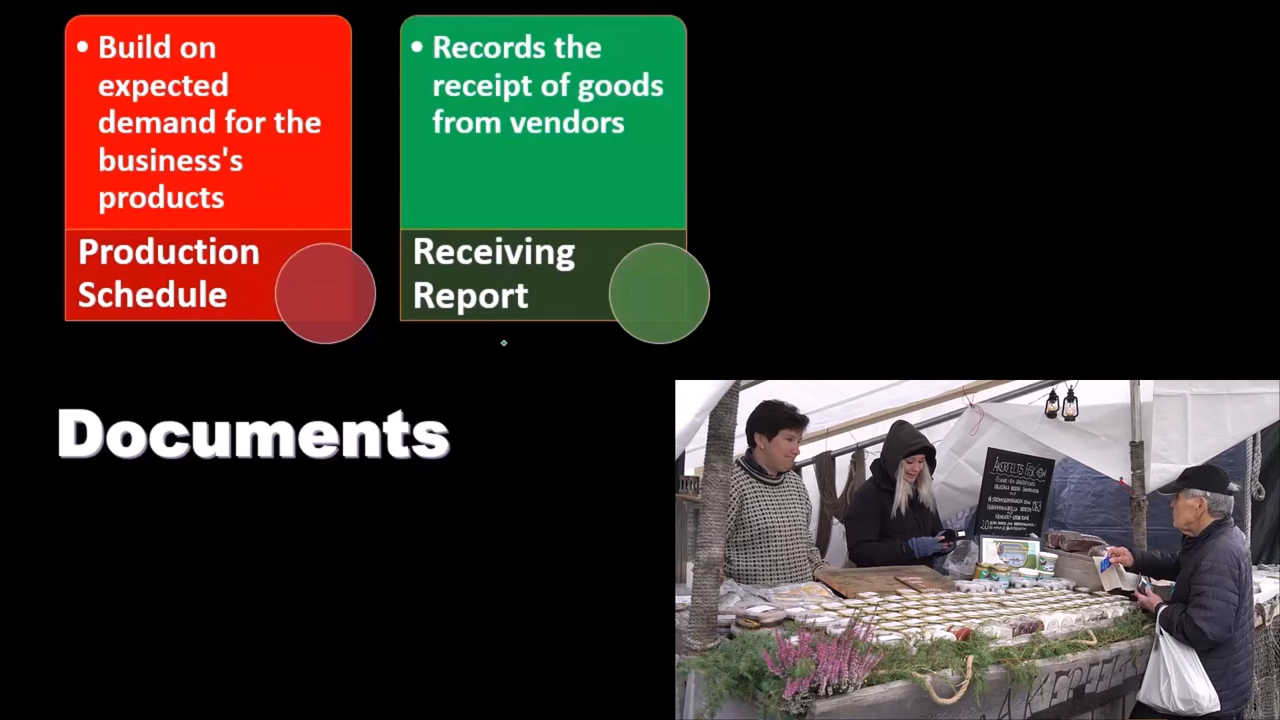 • Build on
expected
demand for the
business's
products
Production
Schedule
• Records the
receipt of goods
from vendors
Receiving
Report
Documents